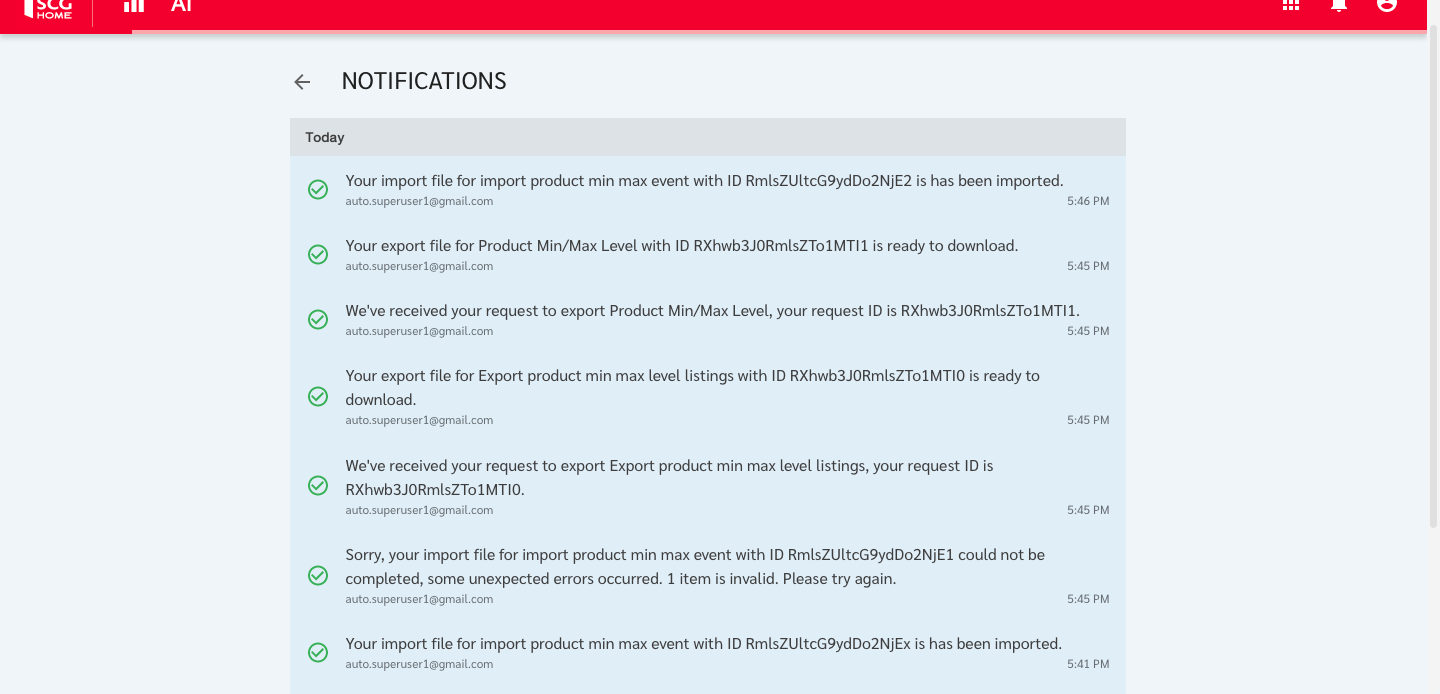 SCG
HOME
AI
NOTIFICATIONS
Today
Your import file for import product min max event with ID RmlsZUltcG9ydDo2NjE2 is has been imported.
auto.superuser1@gmail.com 5:46 PM
Your export file for Product Min/Max Level with ID RXhwb3J0RmlsZTo1MTI1 is ready to download.
auto.superuser1@gmail.com 5:45 PM
We've received your request to export Product Min/Max Level, your request ID is RXhwb3J0RmlsZTo1MTI1.
auto.superuser1@gmail.com 5:45 PM
Your export file for Export product min max level listings with ID RXhwb3J0RmlsZTo1MTI0 is ready to
download.
auto.superuser1@gmail.com 5:45 PM
We've received your request to export Export product min max level listings, your request ID is
RXhwb3J0RmlsZTo1MTI0.
auto.superuser1@gmail.com 5:45 PM
Sorry, your import file for import product min max event with ID RmlsZUltcG9ydDo2NjE1 could not be
completed, some unexpected errors occurred. 1 item is invalid. Please try again.
auto.superuser1@gmail.com 5:45 PM
Your import file for import product min max event with ID RmlsZUltcG9ydDo2NjEx is has been imported.
auto.superuser1@gmail.com 5:41 PM